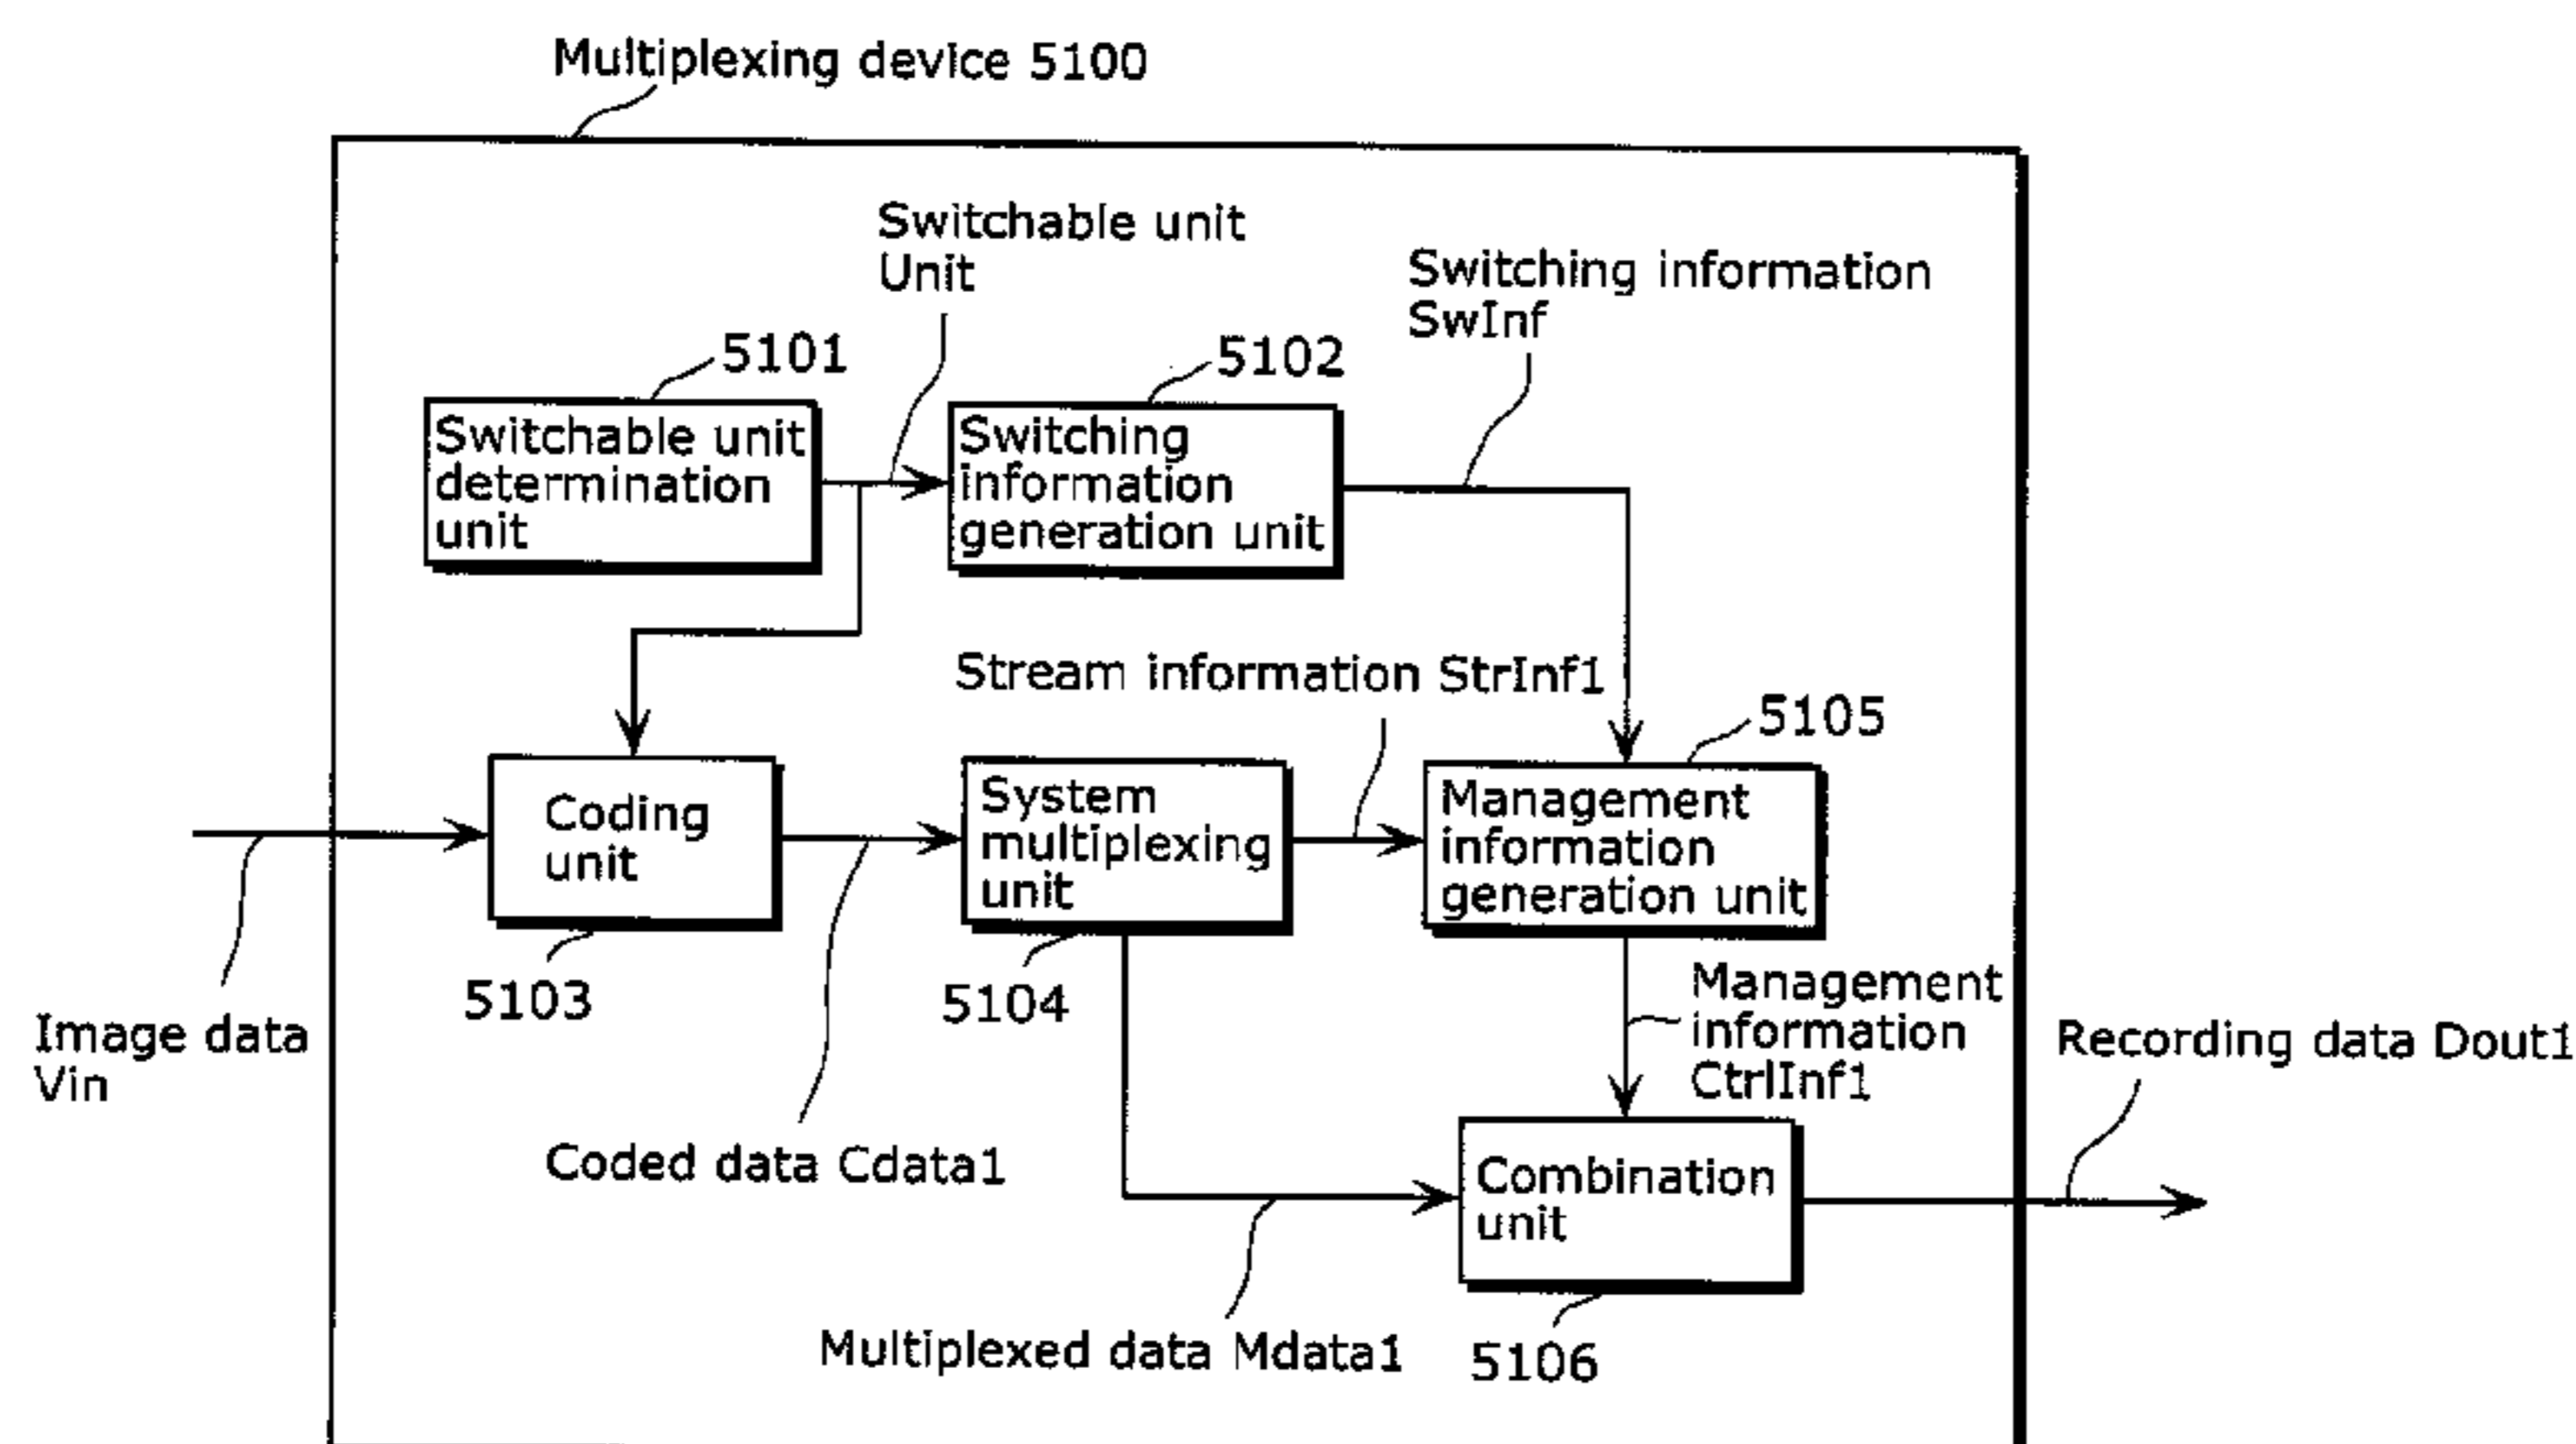 Multiplexing device 5100
Switchable unit
Unit
Switching information
SwInf
5101
5102
Switchable unit
determination
unit
Switching
information
generation unit
Stream information StrInf1
5105
Coding
unit
System
multiplexing
unit
Management
information
generation unit
5103
5104
Image data
Vin
Management
information
CtrlInf1
Recording data Dout1
Coded data Cdata1
Combination
unit
Multiplexed data Mdata1
5106